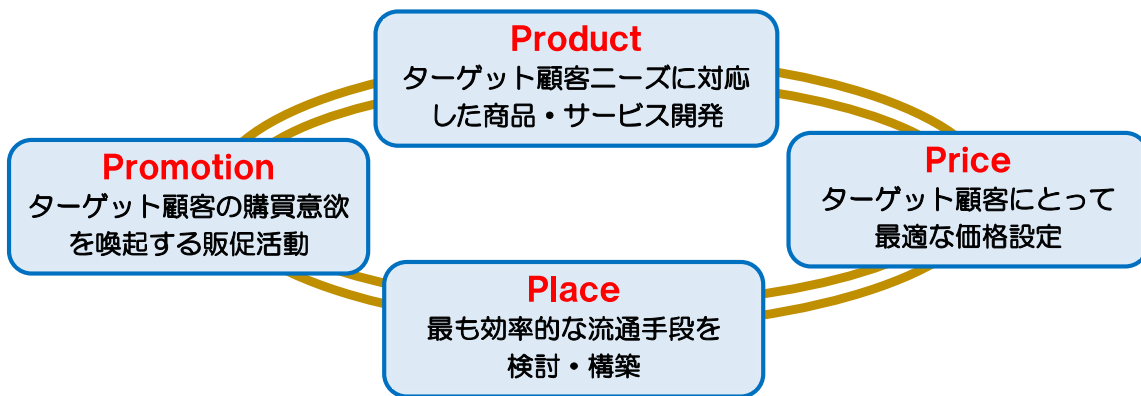 Product
ターゲット顧客ニーズに対応
した商品・サービス開発
Promotion
ターゲット顧客の購買意欲
を喚起する販促活動
Price
ターゲット顧客にとって
最適な価格設定
Place
最も効率的な流通手段を
検討・構築